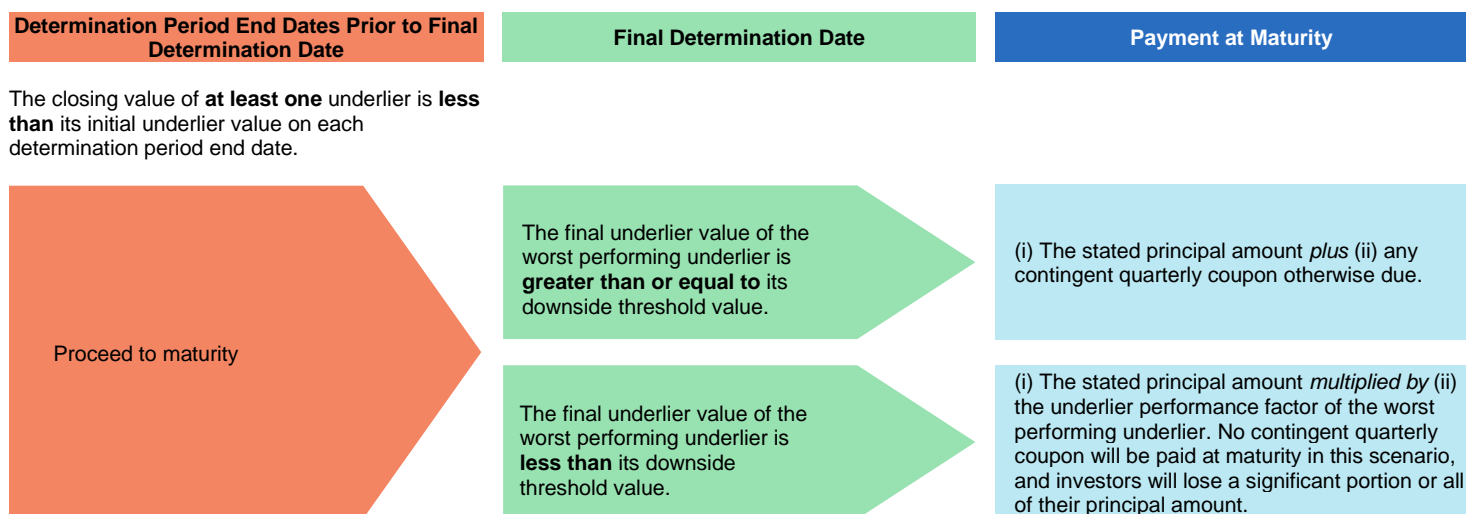 Determination Period End Dates Prior to Final
Determination Date
Final Determination Date
Payment at Maturity
The closing value of at least one underlier is less
than its initial underlier value on each
determination period end date.
Proceed to maturity
The final underlier value of the
worst performing underlier is
greater than or equal to its
downside threshold value.
(i) The stated principal amount plus (ii) any
contingent quarterly coupon otherwise due.
The final underlier value of the
worst performing underlier is
less than its downside
threshold value.
(i) The stated principal amount multiplied by (ii)
the underlier performance factor of the worst
performing underlier. No contingent quarterly
coupon will be paid at maturity in this scenario,
and investors will lose a significant portion or all
of their principal amount.